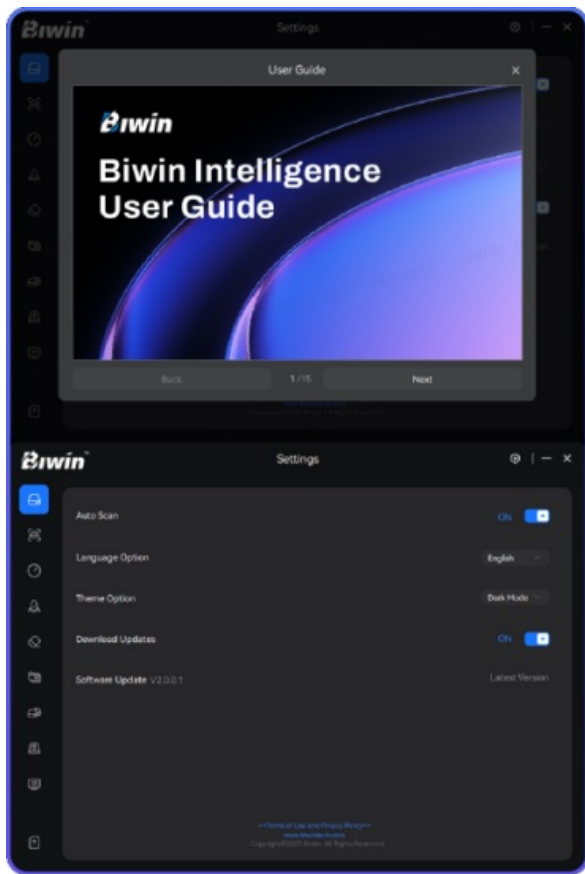 Biwin
Settings
User Guide
Biwin
Biwin Intelligence
User Guide
Back
1/15
Next
Biwin
Settings
Auto Scan
ON
Language Option
English
Theme Option
Dark Mode
Download Updates
ON
Software Update V2.0.0.1
Latest Version
<<Terms of Use and Privacy Policy>>